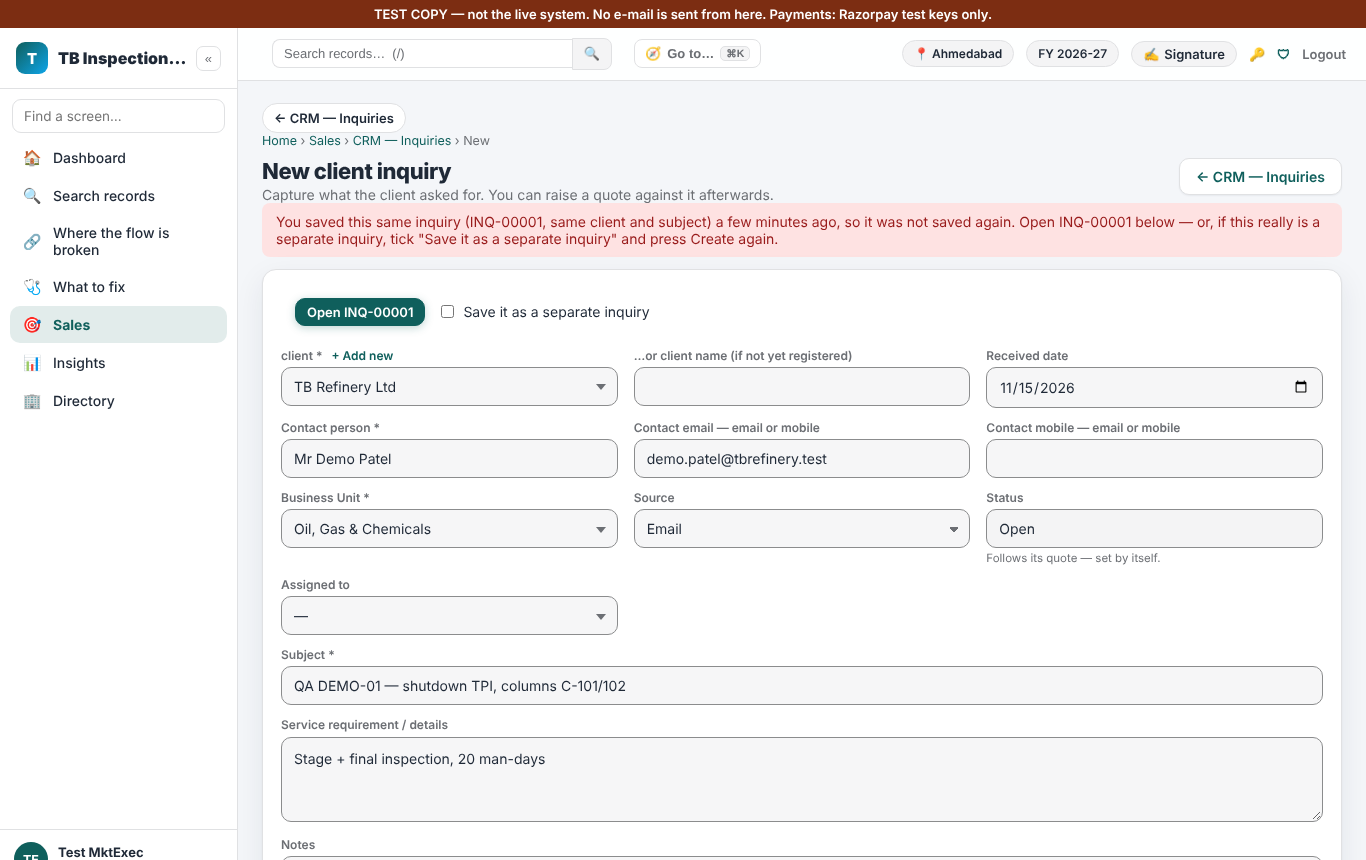 TEST COPY — not the live system. No e-mail is sent from here. Payments: Razorpay test keys only.
T TB Inspection... «
Search records... (/)
Go to... ⌘K
Ahmedabad
FY 2026-27
Signature
Logout
Find a screen...
Dashboard
Search records
Where the flow is
broken
What to fix
Sales
Insights
Directory
← CRM — Inquiries
Home › Sales › CRM — Inquiries › New
New client inquiry
Capture what the client asked for. You can raise a quote against it afterwards.
← CRM — Inquiries
You saved this same inquiry (INQ-00001, same client and subject) a few minutes ago, so it was not saved again. Open INQ-00001 below — or, if this really is a
separate inquiry, tick "Save it as a separate inquiry" and press Create again.
Open INQ-00001
Save it as a separate inquiry
client * + Add new
TB Refinery Ltd
...or client name (if not yet registered)
Received date
11/15/2026
Contact person *
Mr Demo Patel
Contact email — email or mobile
demo.patel@tbrefinery.test
Contact mobile — email or mobile
Business Unit *
Oil, Gas & Chemicals
Source
Email
Status
Open
Follows its quote — set by itself.
Assigned to
—
Subject *
QA DEMO-01 — shutdown TPI, columns C-101/102
Service requirement / details
Stage + final inspection, 20 man-days
Notes
Test MktExec